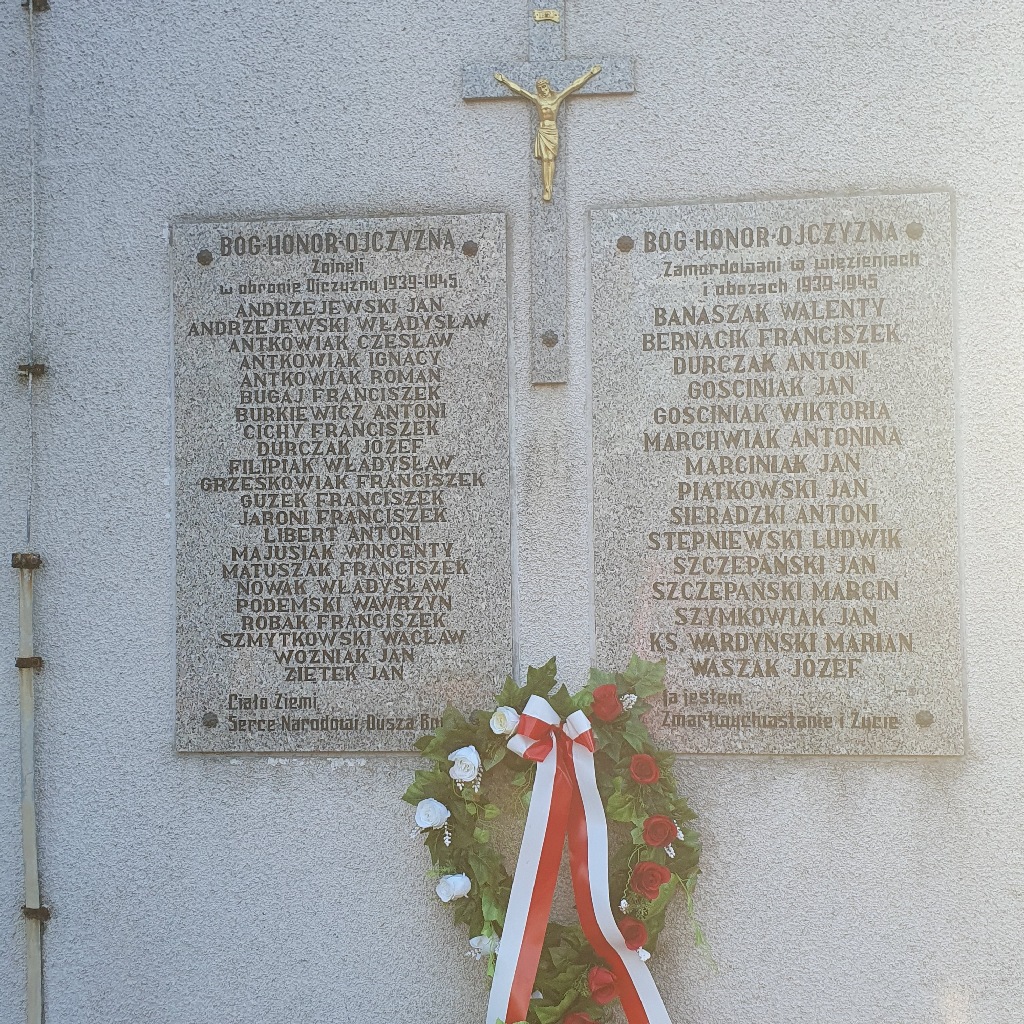 BÓG·HONOR·OJCZYZNA
Zginęli
w obronie Ojczyzny 1939-1945
ANDRZEJEWSKI JAN
ANDRZEJEWSKI WŁADYSŁAW
ANTKOWIAK CZESŁAW
ANTKOWIAK IGNACY
ANTKOWIAK ROMAN
BUGAJ FRANCISZEK
BURKIEWICZ ANTONI
CICHY FRANCISZEK
DURCZAK JÓZEF
FILIPIAK WŁADYSŁAW
GRZEŚKOWIAK FRANCISZEK
GUZEK FRANCISZEK
JARONI FRANCISZEK
LIBERT ANTONI
MAJUSIAK WINCENTY
MATUSZAK FRANCISZEK
NOWAK WŁADYSŁAW
PODEMSKI WAWRZYN
ROBAK FRANCISZEK
SZMYTKOWSKI WACŁAW
WOŹNIAK JAN
ZIĘTEK JAN
Ciało Ziemi
Serce Narodowi Dusza
BÓG·HONOR·OJCZYZNA
Zamordowani w więzieniach
i obozach 1939-1945
BANASZAK WALENTY
BERNACIK FRANCISZEK
DURCZAK ANTONI
GOŚCINIAK JAN
GOŚCINIAK WIKTORIA
MARCHWIAK ANTONINA
MARCINIAK JAN
PIĄTKOWSKI JAN
SIERADZKI ANTONI
STĘPNIEWSKI LUDWIK
SZCZEPAŃSKI JAN
SZCZEPAŃSKI MARCIN
SZYMKOWIAK JAN
KS. WARDYŃSKI MARIAN
WASZAK JÓZEF
Ja jestem
Zmartwychwstanie i Życie